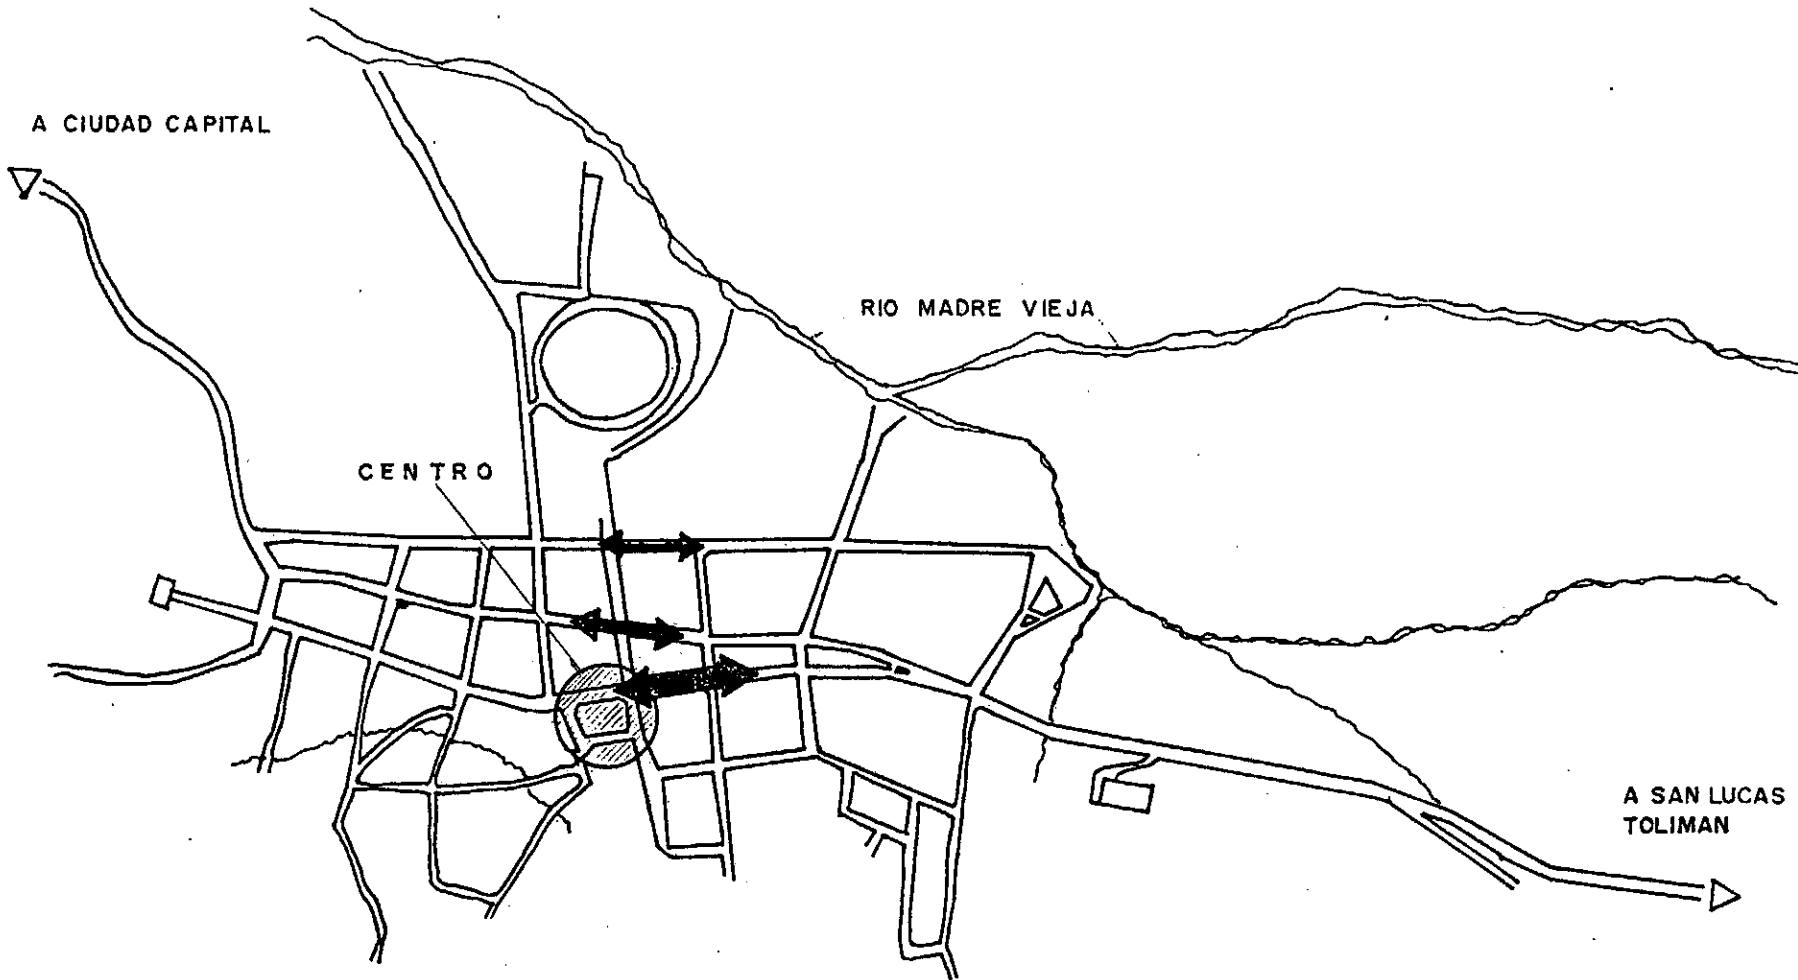 A CIUDAD CAPITAL
RIO MADRE VIEJA
CENTRO
A SAN LUCAS
TOLIMAN